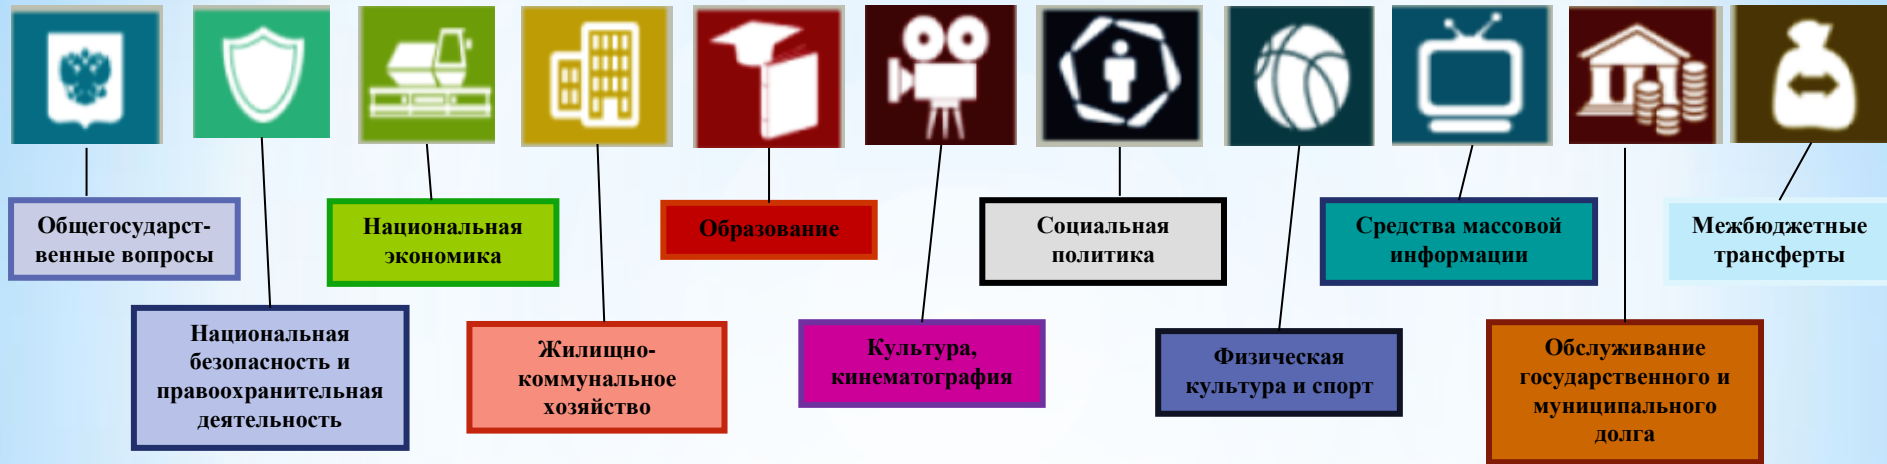 Общегосударст-
венные вопросы
Национальная
экономика
Образование
Социальная
политика
Средства массовой
информации
Межбюджетные
трансферты
Национальная
безопасность и
правоохранительная
деятельность
Жилищно-
коммунальное
хозяйство
Культура,
кинематография
Физическая
культура и спорт
Обслуживание
государственного и
муниципального
долга